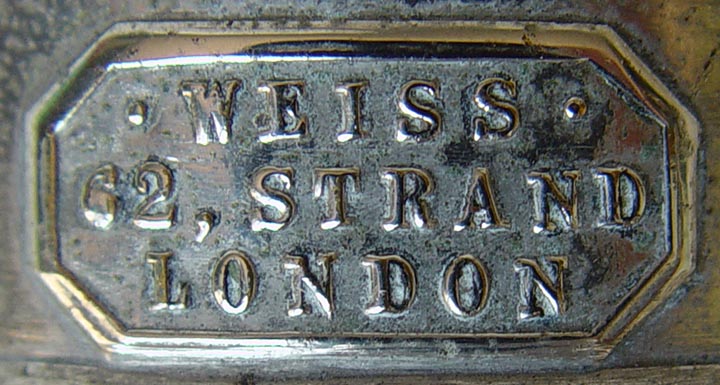 · WEISS ·
62, STRAND
LONDON